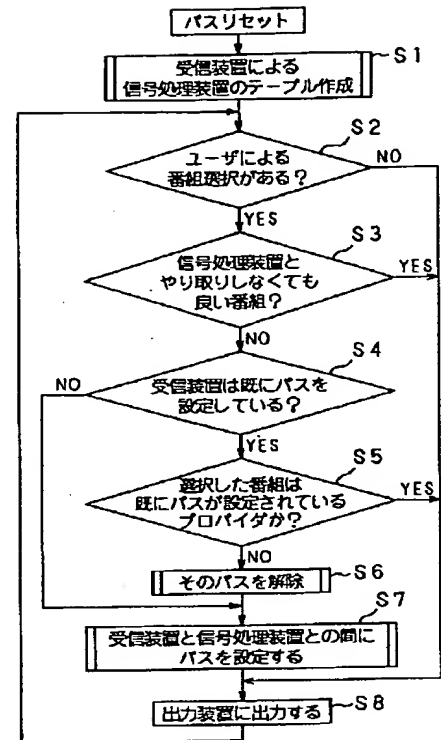 バスリセット
S1
受信装置による
信号処理装置のテーブル作成
S2
ユーザによる
番組選択がある？
NO
YES
S3
信号処理装置と
やり取りしなくても
良い番組？
YES
NO
S4
NO
受信装置は既にパスを
設定している？
YES
S5
選択した番組は
既にパスが設定されている
プロバイダか？
YES
NO
S6
そのパスを解除
S7
受信装置と信号処理装置との間に
パスを設定する
S8
出力装置に出力する